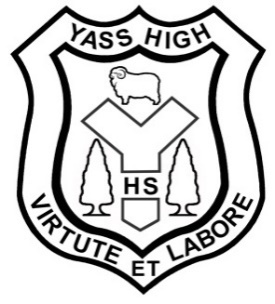 YASS HIGH
Y
HS
VIRTUTE ET LABORE